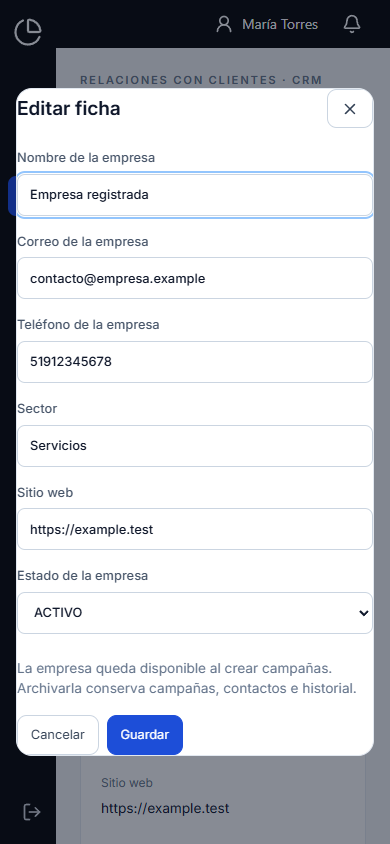 María Torres
RELACIONES CON CLIENTES · CRM
Editar ficha
Nombre de la empresa
Empresa registrada
Correo de la empresa
contacto@empresa.example
Teléfono de la empresa
51912345678
Sector
Servicios
Sitio web
https://example.test
Estado de la empresa
ACTIVO
La empresa queda disponible al crear campañas.
Archivarla conserva campañas, contactos e historial.
Cancelar
Guardar
Sitio web
https://example.test